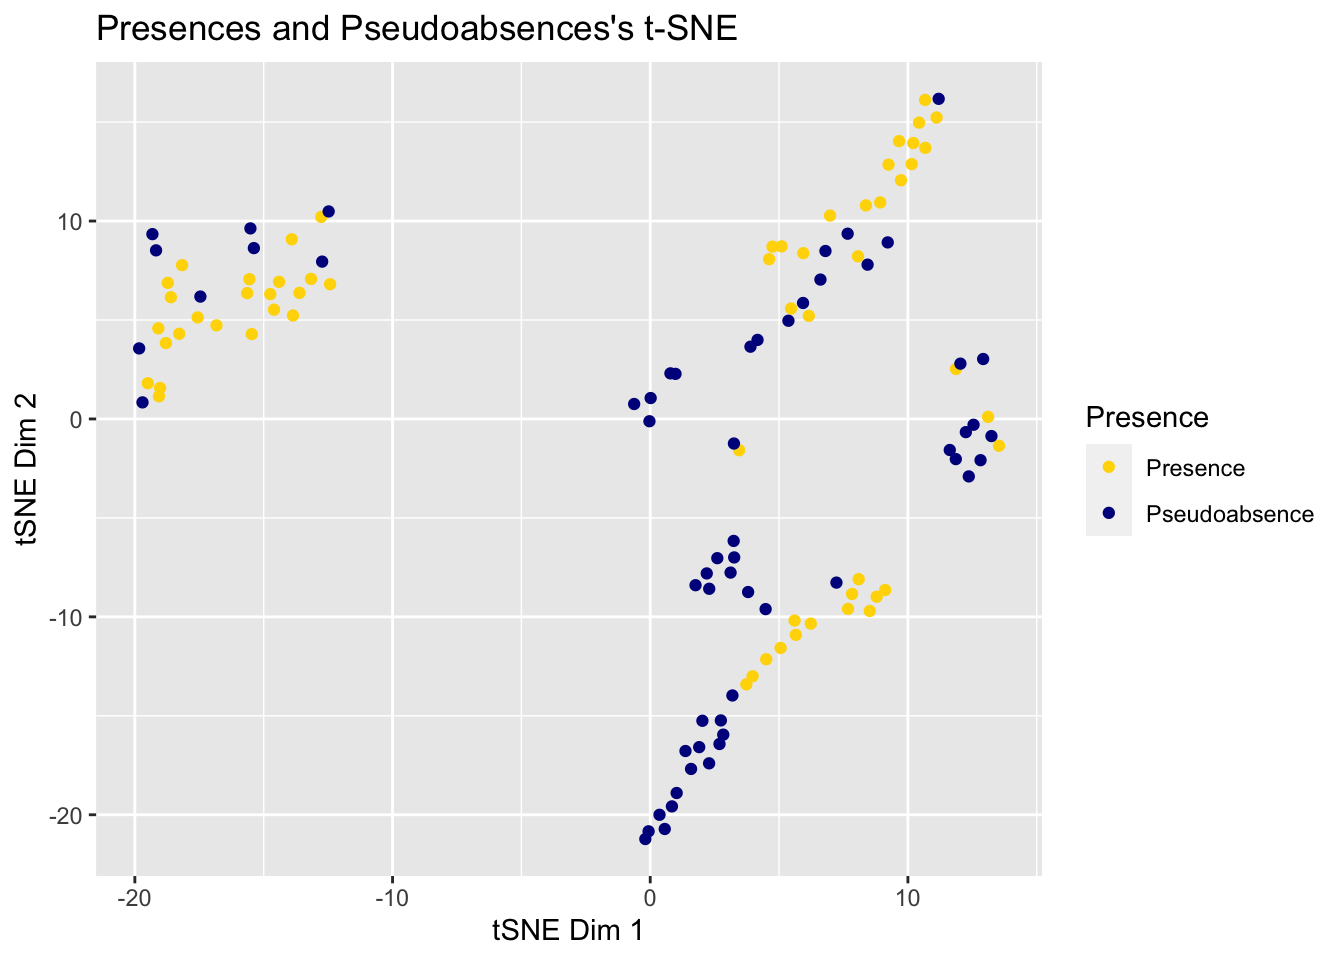 Presences and Pseudoabsences's t-SNE
tSNE Dim 2
10
0
-10
-20
-20
-10
0
10
tSNE Dim 1
Presence
Presence
Pseudoabsence